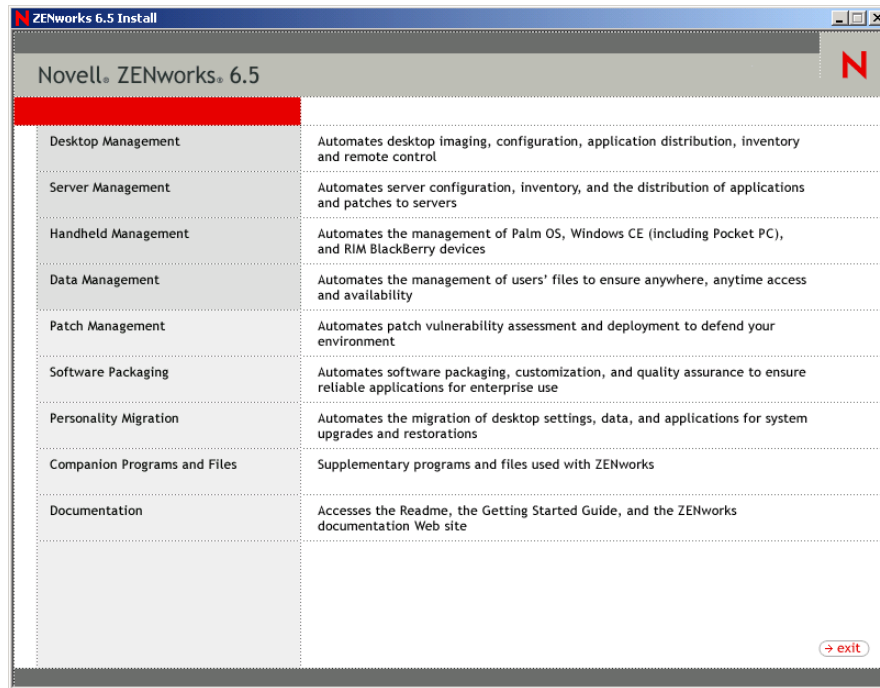 ZENworks 6.5 Install
Novell® ZENworks® 6.5
N
Desktop Management
Automates desktop imaging, configuration, application distribution, inventory
and remote control
Server Management
Automates server configuration, inventory, and the distribution of applications
and patches to servers
Handheld Management
Automates the management of Palm OS, Windows CE (including Pocket PC),
and RIM BlackBerry devices
Data Management
Automates the management of users’ files to ensure anywhere, anytime access
and availability
Patch Management
Automates patch vulnerability assessment and deployment to defend your
environment
Software Packaging
Automates software packaging, customization, and quality assurance to ensure
reliable applications for enterprise use
Personality Migration
Automates the migration of desktop settings, data, and applications for system
upgrades and restorations
Companion Programs and Files
Supplementary programs and files used with ZENworks
Documentation
Accesses the Readme, the Getting Started Guide, and the ZENworks
documentation Web site
→ exit